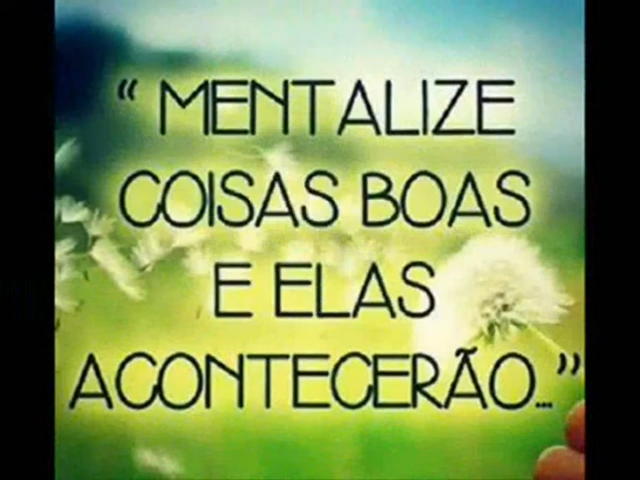 “ MENTALIZE
COISAS BOAS
E ELAS
ACONTECERÃO...”